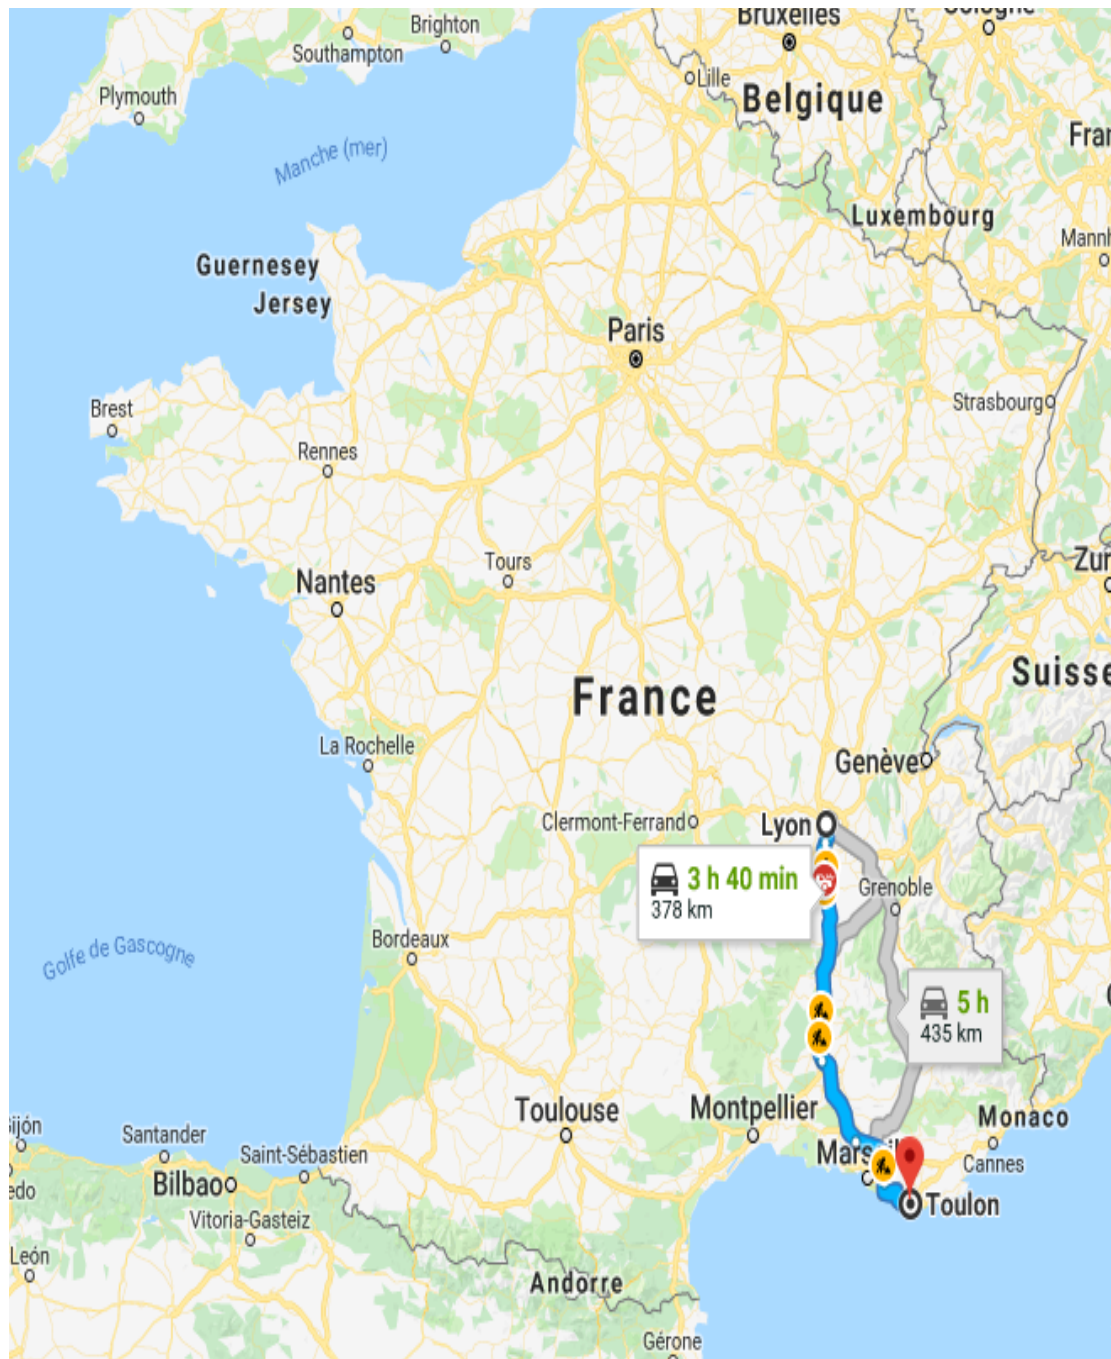 Brighton
Bruxelles
Cologne
Southampton
Lille
Plymouth
Belgique
Manche (mer)
Luxembourg
Guernesey
Jersey
Paris
Strasbourg
Brest
Rennes
Tours
Nantes
Suisse
France
La Rochelle
Genève
Clermont-Ferrand
Lyon
3 h 40 min
378 km
Grenoble
Bordeaux
Golfe de Gascogne
5 h
435 km
Toulouse
Montpellier
Monaco
Santander
Saint-Sébastien
Cannes
Bilbao
Toulon
Vitoria-Gasteiz
León
Andorre
Gérone